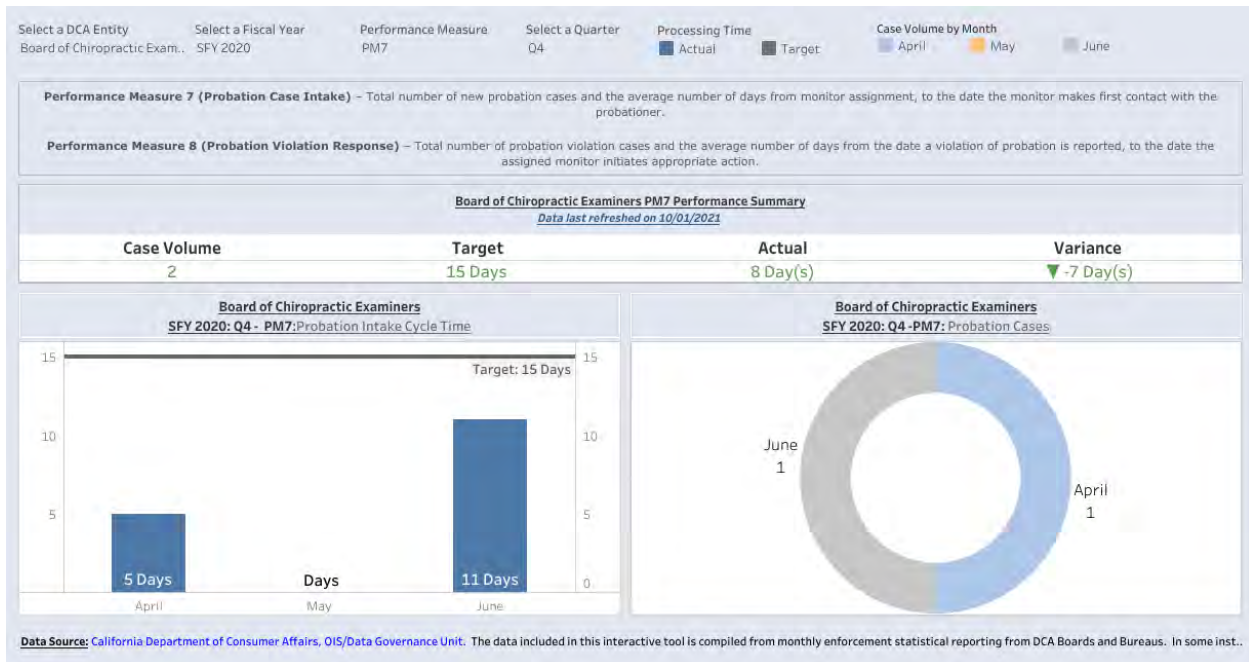 Select a DCA Entity Select a Fiscal Year Performance Measure Select a Quarter Processing Time Case Volume by Month
Board of Chiropractic Exam.. SFY 2020 PM7 Q4 Actual Target April May June
Performance Measure 7 (Probation Case Intake) – Total number of new probation cases and the average number of days from monitor assignment, to the date the monitor makes first contact with the
probationer.
Performance Measure 8 (Probation Violation Response) – Total number of probation violation cases and the average number of days from the date a violation of probation is reported, to the date the
assigned monitor initiates appropriate action.
Board of Chiropractic Examiners PM7 Performance Summary
Data last refreshed on 10/01/2021
Case Volume Target Actual Variance
2 15 Days 8 Day(s) ▼ -7 Day(s)
Board of Chiropractic Examiners
SFY 2020: Q4 - PM7:Probation Intake Cycle Time
15 15
Target: 15 Days
10 10
5 5
0
5 Days Days 11 Days
April May June
Board of Chiropractic Examiners
SFY 2020: Q4 -PM7: Probation Cases
June
1
April
1
Data Source: California Department of Consumer Affairs, OIS/Data Governance Unit. The data included in this interactive tool is compiled from monthly enforcement statistical reporting from DCA Boards and Bureaus. In some inst..